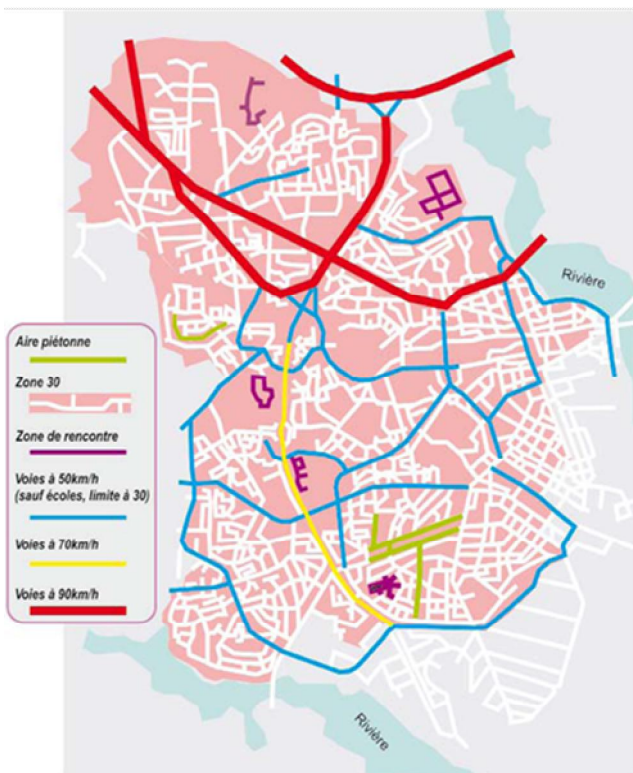 Rivière
Aire piétonne
Zone 30
Zone de rencontre
Voies à 50km/h
(sauf écoles, limite à 30)
Voies à 70km/h
Voies à 90km/h
Rivière